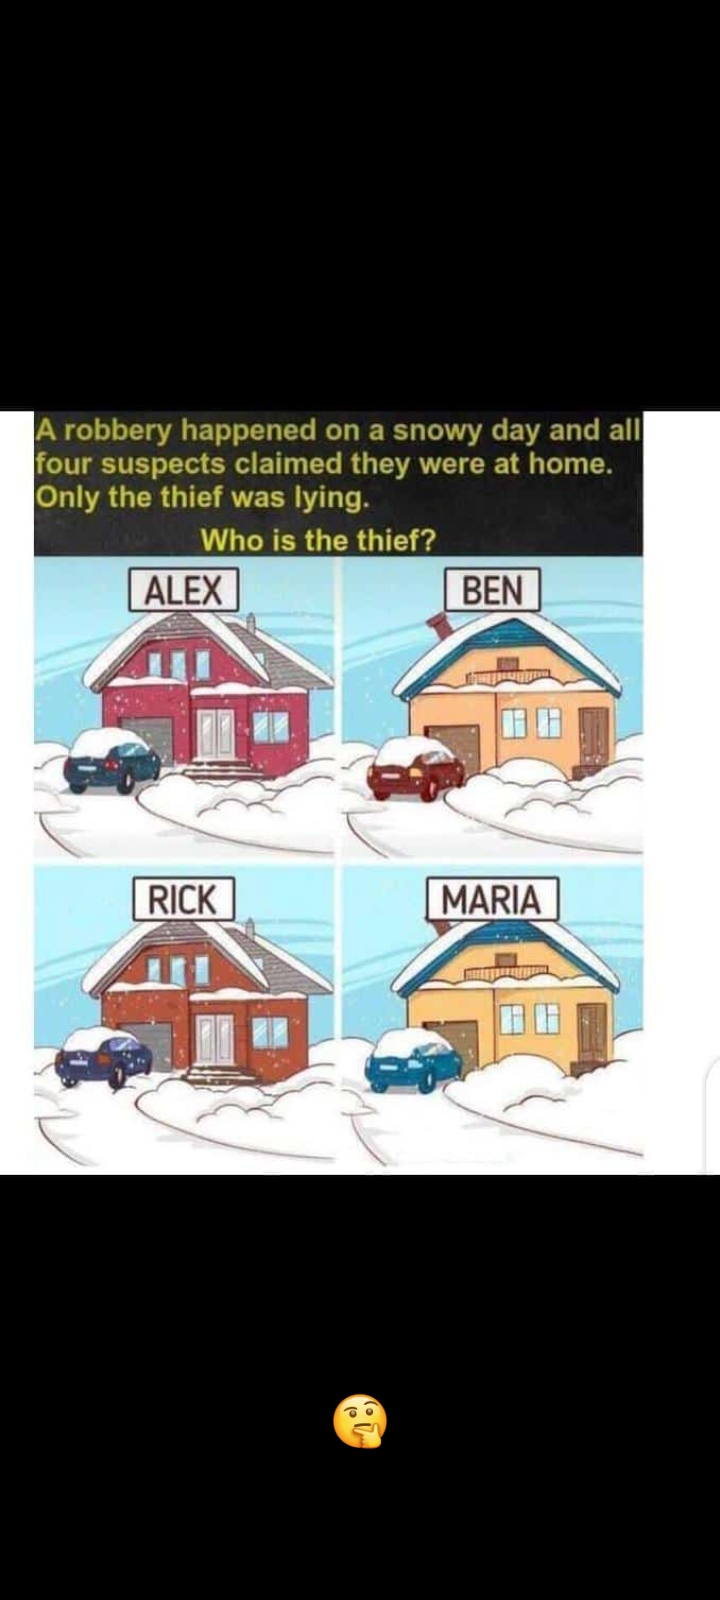 A robbery happened on a snowy day and all
four suspects claimed they were at home.
Only the thief was lying.
Who is the thief?
ALEX
BEN
RICK
MARIA